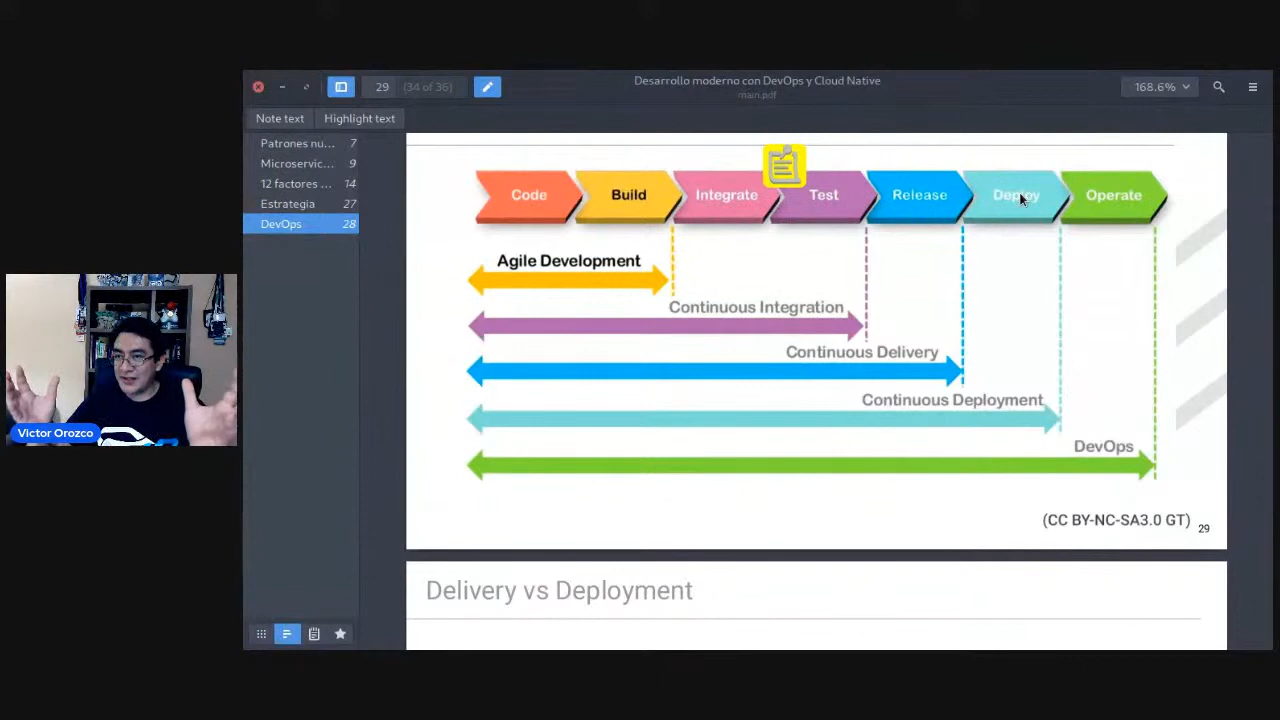 29 (34 of 36)
Desarrollo moderno con DevOps y Cloud Native
main.pdf
168.6%
Note text
Highlight text
Patrones nu... 7
Microservic... 9
12 factores ... 14
Estrategia 27
DevOps 28
Code
Build
Integrate
Test
Release
Deploy
Operate
Agile Development
Continuous Integration
Continuous Delivery
Continuous Deployment
DevOps
(CC BY-NC-SA3.0 GT)
29
Delivery vs Deployment
Victor Orozco